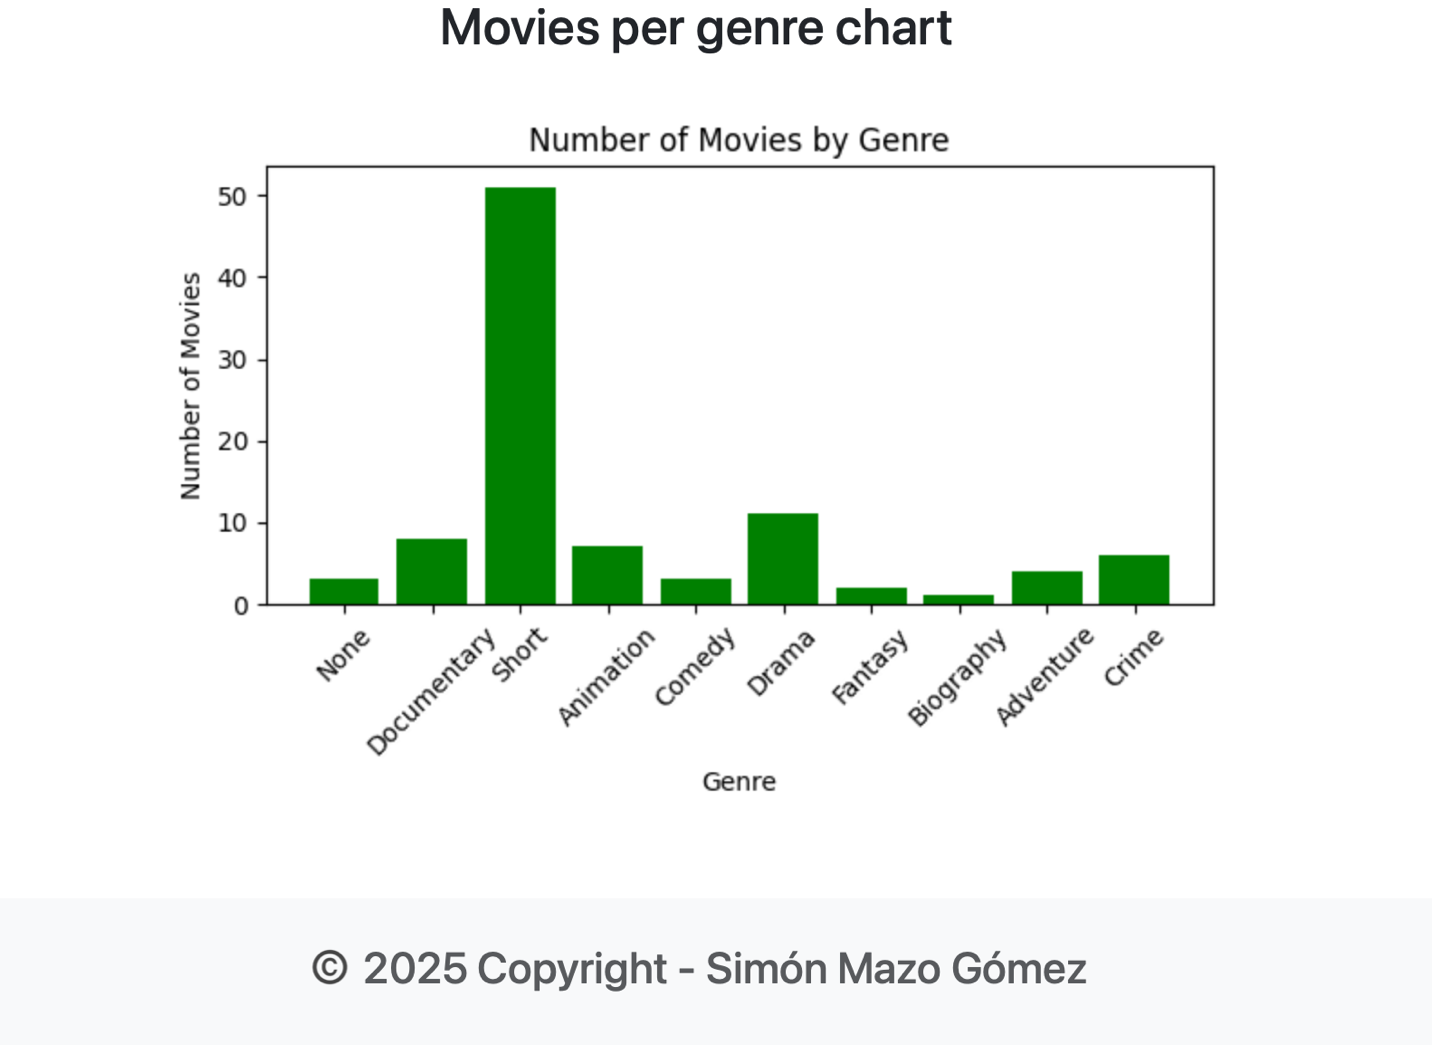 Movies per genre chart
Number of Movies by Genre
Number of Movies
50
40
30
20
10
0
None
Documentary
Short
Animation
Comedy
Drama
Fantasy
Biography
Adventure
Crime
Genre
© 2025 Copyright - Simón Mazo Gómez